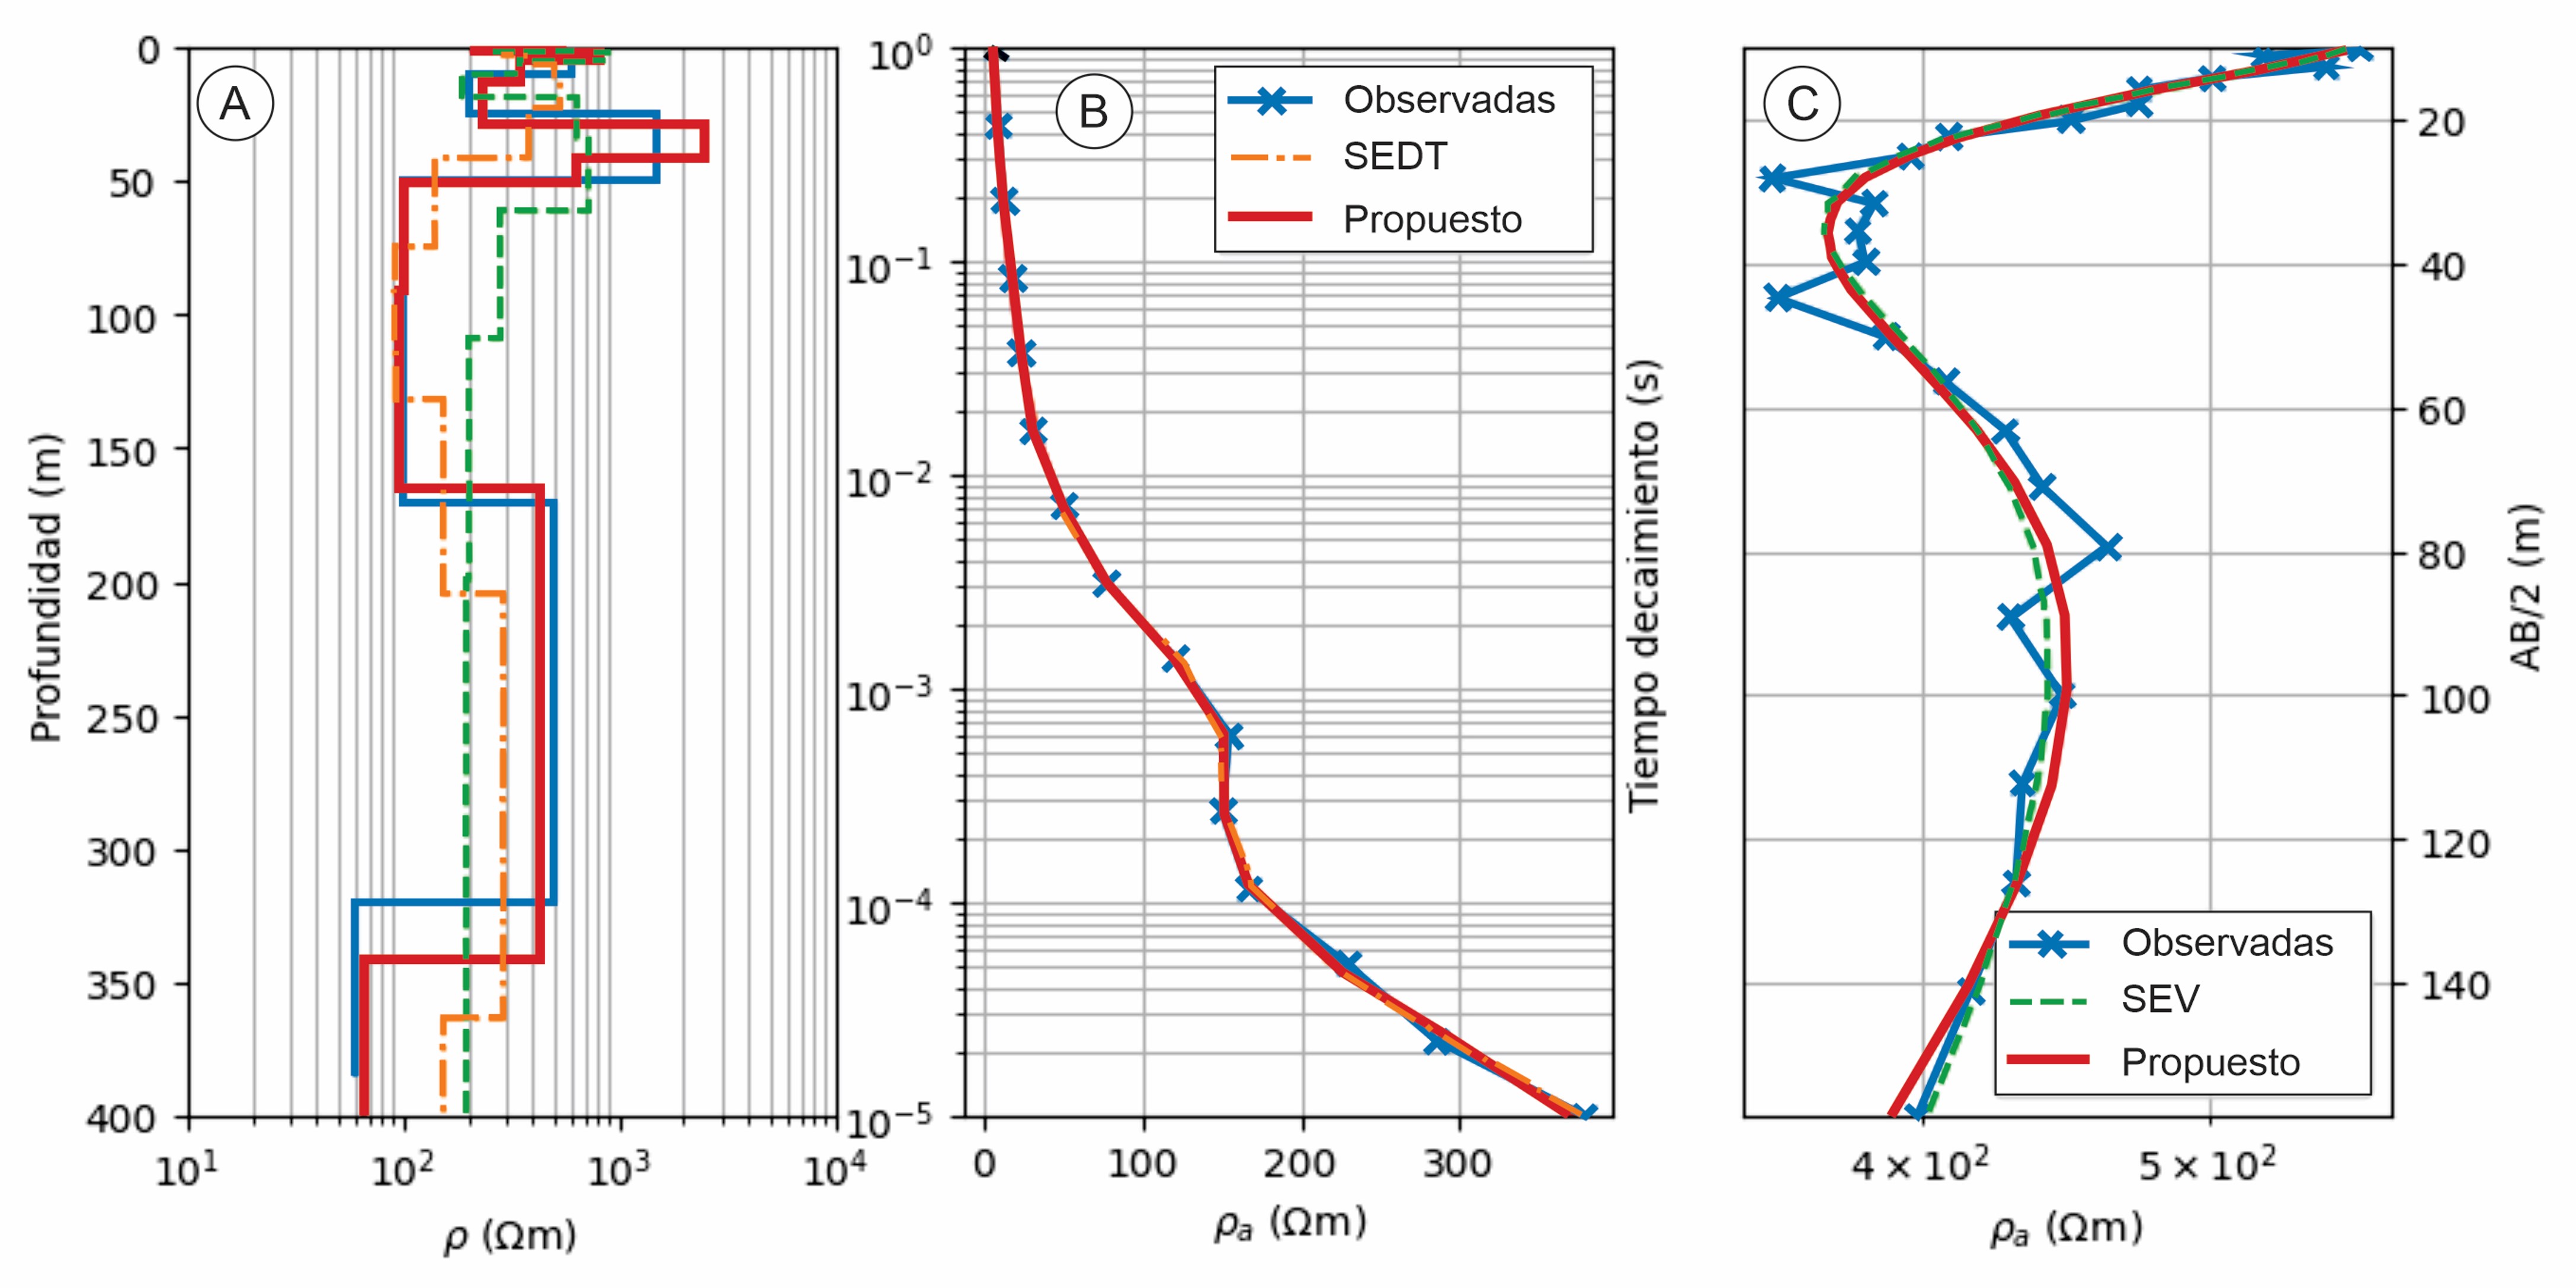 A
0
50
100
150
200
250
300
350
400
Profundidad (m)
10¹
10²
10³
10⁴
ρ (Ωm)
B
Observadas
SEDT
Propuesto
10⁰
10⁻¹
10⁻²
10⁻³
10⁻⁴
10⁻⁵
0
100
200
300
ρₐ (Ωm)
Tiempo decaimiento (s)
C
20
40
60
80
100
120
140
AB/2 (m)
Observadas
SEV
Propuesto
4 × 10²
5 × 10²
ρₐ (Ωm)